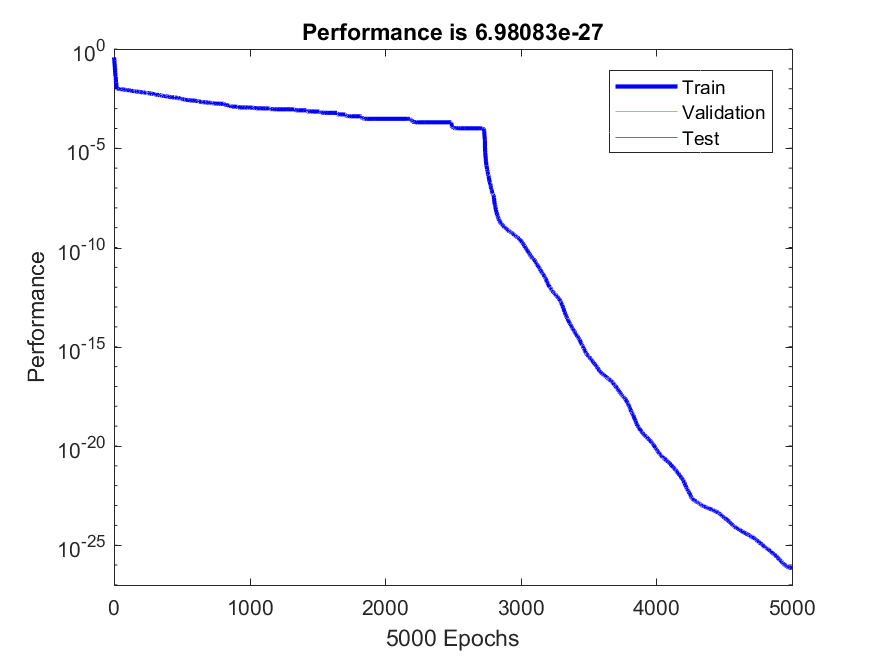 Performance is 6.98083e-27
10^0
10^-5
10^-10
10^-15
10^-20
10^-25
Performance
Train
Validation
Test
0 1000 2000 3000 4000 5000
5000 Epochs